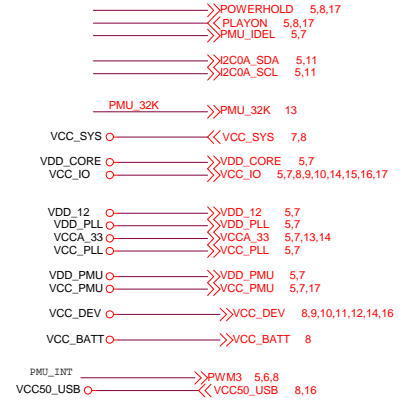 POWERHOLD 5,8,17
PLAYON 5,8,17
PMU_IDEL 5,7
I2C0A_SDA 5,11
I2C0A_SCL 5,11
PMU_32K PMU_32K 13
VCC_SYS VCC_SYS 7,8
VDD_CORE VDD_CORE 5,7
VCC_IO VCC_IO 5,7,8,9,10,14,15,16,17
VDD_12 VDD_12 5,7
VDD_PLL VDD_PLL 5,7
VCCA_33 VCCA_33 5,7,13,14
VCC_PLL VCC_PLL 5,7
VDD_PMU VDD_PMU 5,7
VCC_PMU VCC_PMU 5,7,17
VCC_DEV VCC_DEV 8,9,10,11,12,14,16
VCC_BATT VCC_BATT 8
PMU_INT PWM3 5,6,8
VCC50_USB VCC50_USB 8,16